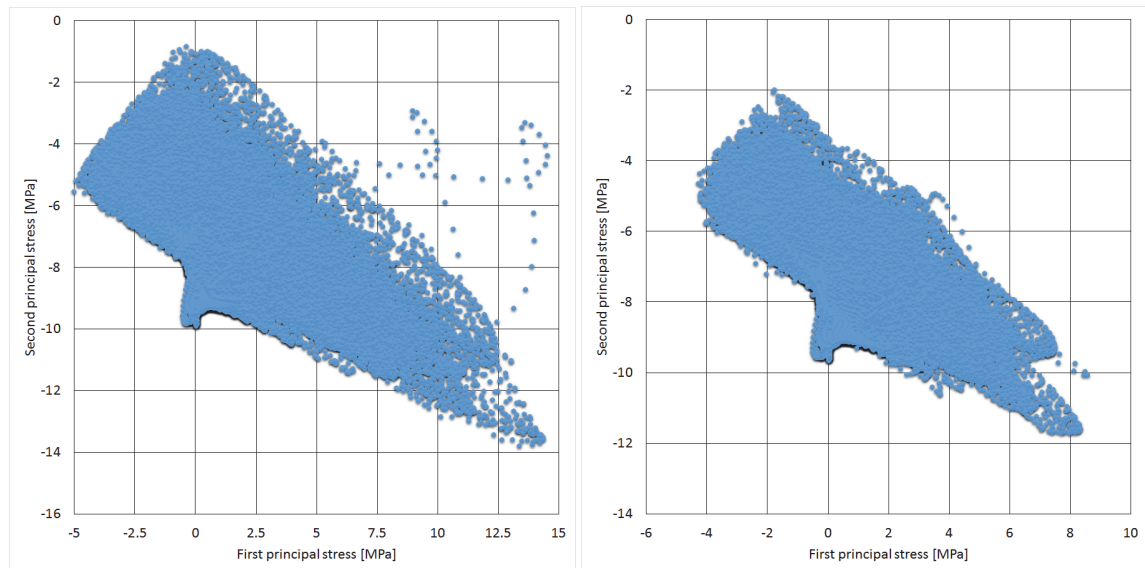 0
-2
-4
-6
-8
-10
-12
-14
-16
Second principal stress [MPa]
-5 -2.5 0 2.5 5 7.5 10 12.5 15
First principal stress [MPa]
0
-2
-4
-6
-8
-10
-12
-14
Second principal stress [MPa]
-6 -4 -2 0 2 4 6 8 10
First principal stress [MPa]